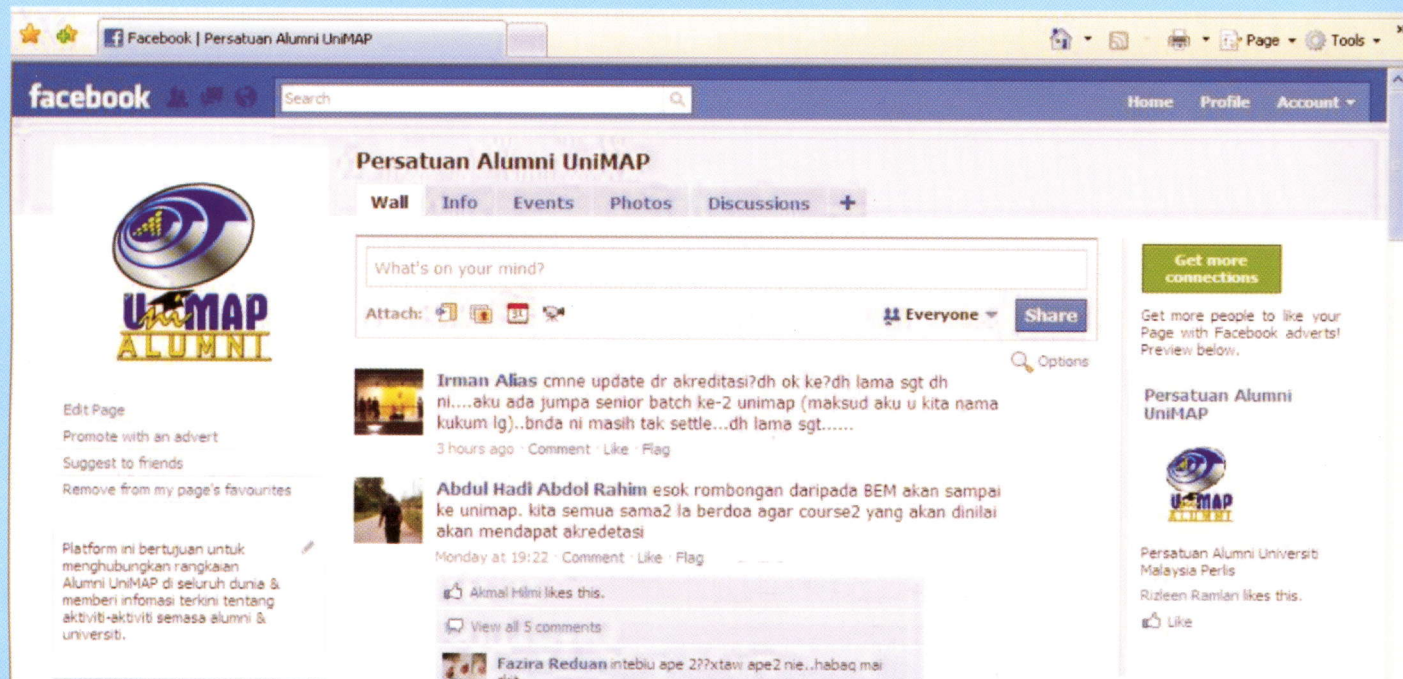 Facebook | Persatuan Alumni UniMAP
Page
Tools
facebook
Search
Home Profile Account
Persatuan Alumni UniMAP
Wall Info Events Photos Discussions +
What's on your mind?
Attach: 31
Everyone Share
Options
UniMAP
ALUMNI
Edit Page
Promote with an advert
Suggest to friends
Remove from my page's favourites
Platform ini bertujuan untuk
menghubungkan rangkaian
Alumni UniMAP di seluruh dunia &
memberi infomasi terkini tentang
aktiviti-aktiviti semasa alumni &
universiti.
Irman Alias cmne update dr akreditasi?dh ok ke?dh lama sgt dh
ni....aku ada jumpa senior batch ke-2 unimap (maksud aku u kita nama
kukum lg)..bnda ni masih tak settle...dh lama sgt......
3 hours ago · Comment · Like · Flag
Abdul Hadi Abdol Rahim esok rombongan daripada BEM akan sampai
ke unimap. kita semua sama2 la berdoa agar course2 yang akan dinilai
akan mendapat akredetasi
Monday at 19:22 · Comment · Like · Flag
Akmal Hilmi likes this.
View all 5 comments
Fazira Reduan intebiu ape 2??xtaw ape2 nie..habaq mai
Get more
connections
Get more people to like your
Page with Facebook adverts!
Preview below.
Persatuan Alumni
UniMAP
UniMAP
ALUMNI
Persatuan Alumni Universiti
Malaysia Perlis
Rizleen Ramlan likes this.
Like